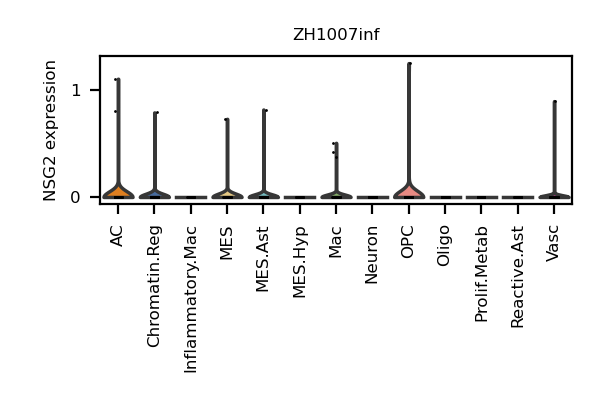 ZH1007inf
NSG2 expression
1
0
AC
Chromatin.Reg
Inflammatory.Mac
MES
MES.Ast
MES.Hyp
Mac
Neuron
OPC
Oligo
Prolif.Metab
Reactive.Ast
Vasc